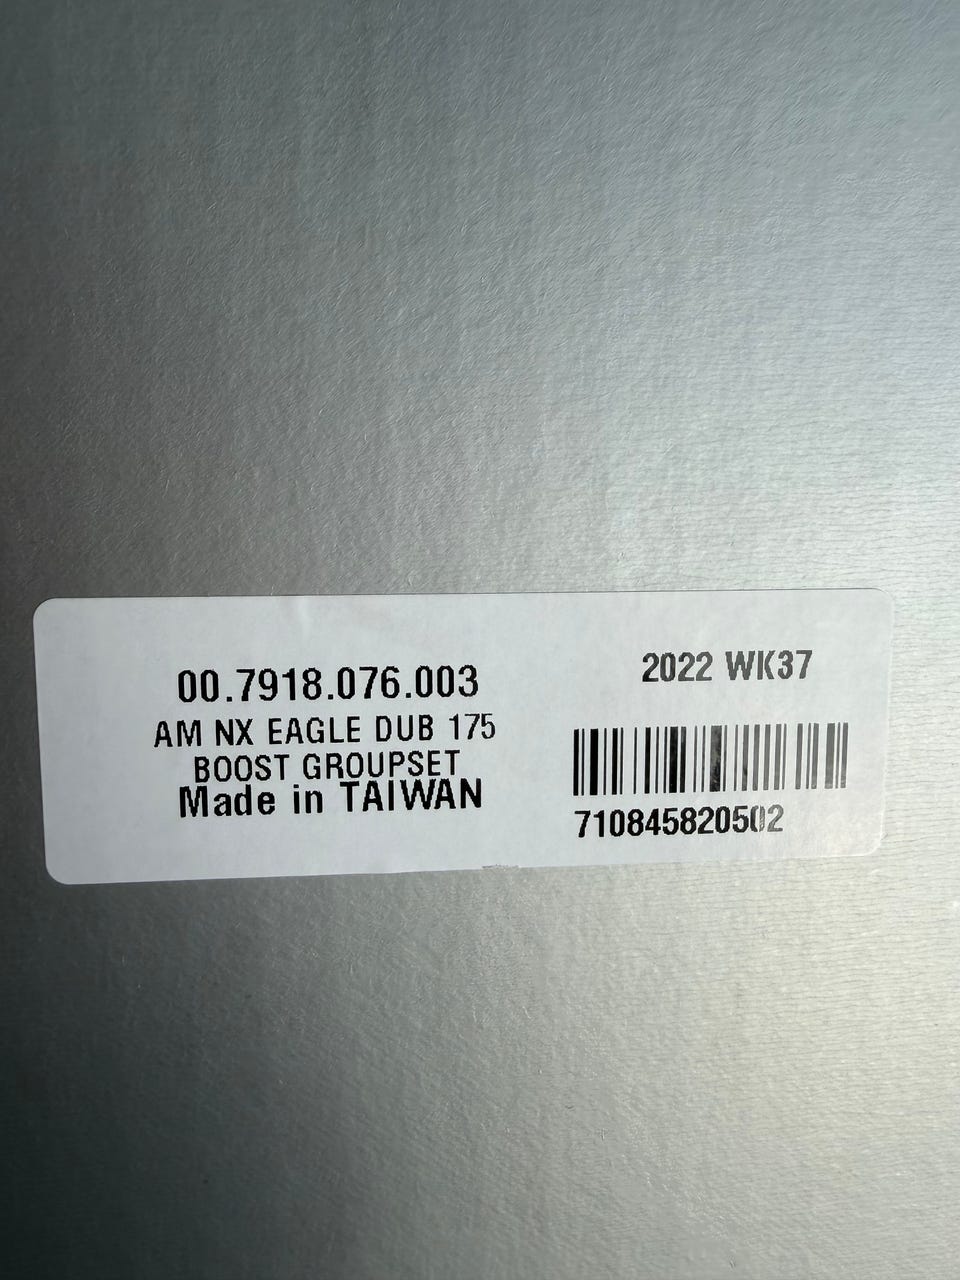 00.7918.076.003
AM NX EAGLE DUB 175
BOOST GROUPSET
Made in TAIWAN
2022 WK37
710845820502